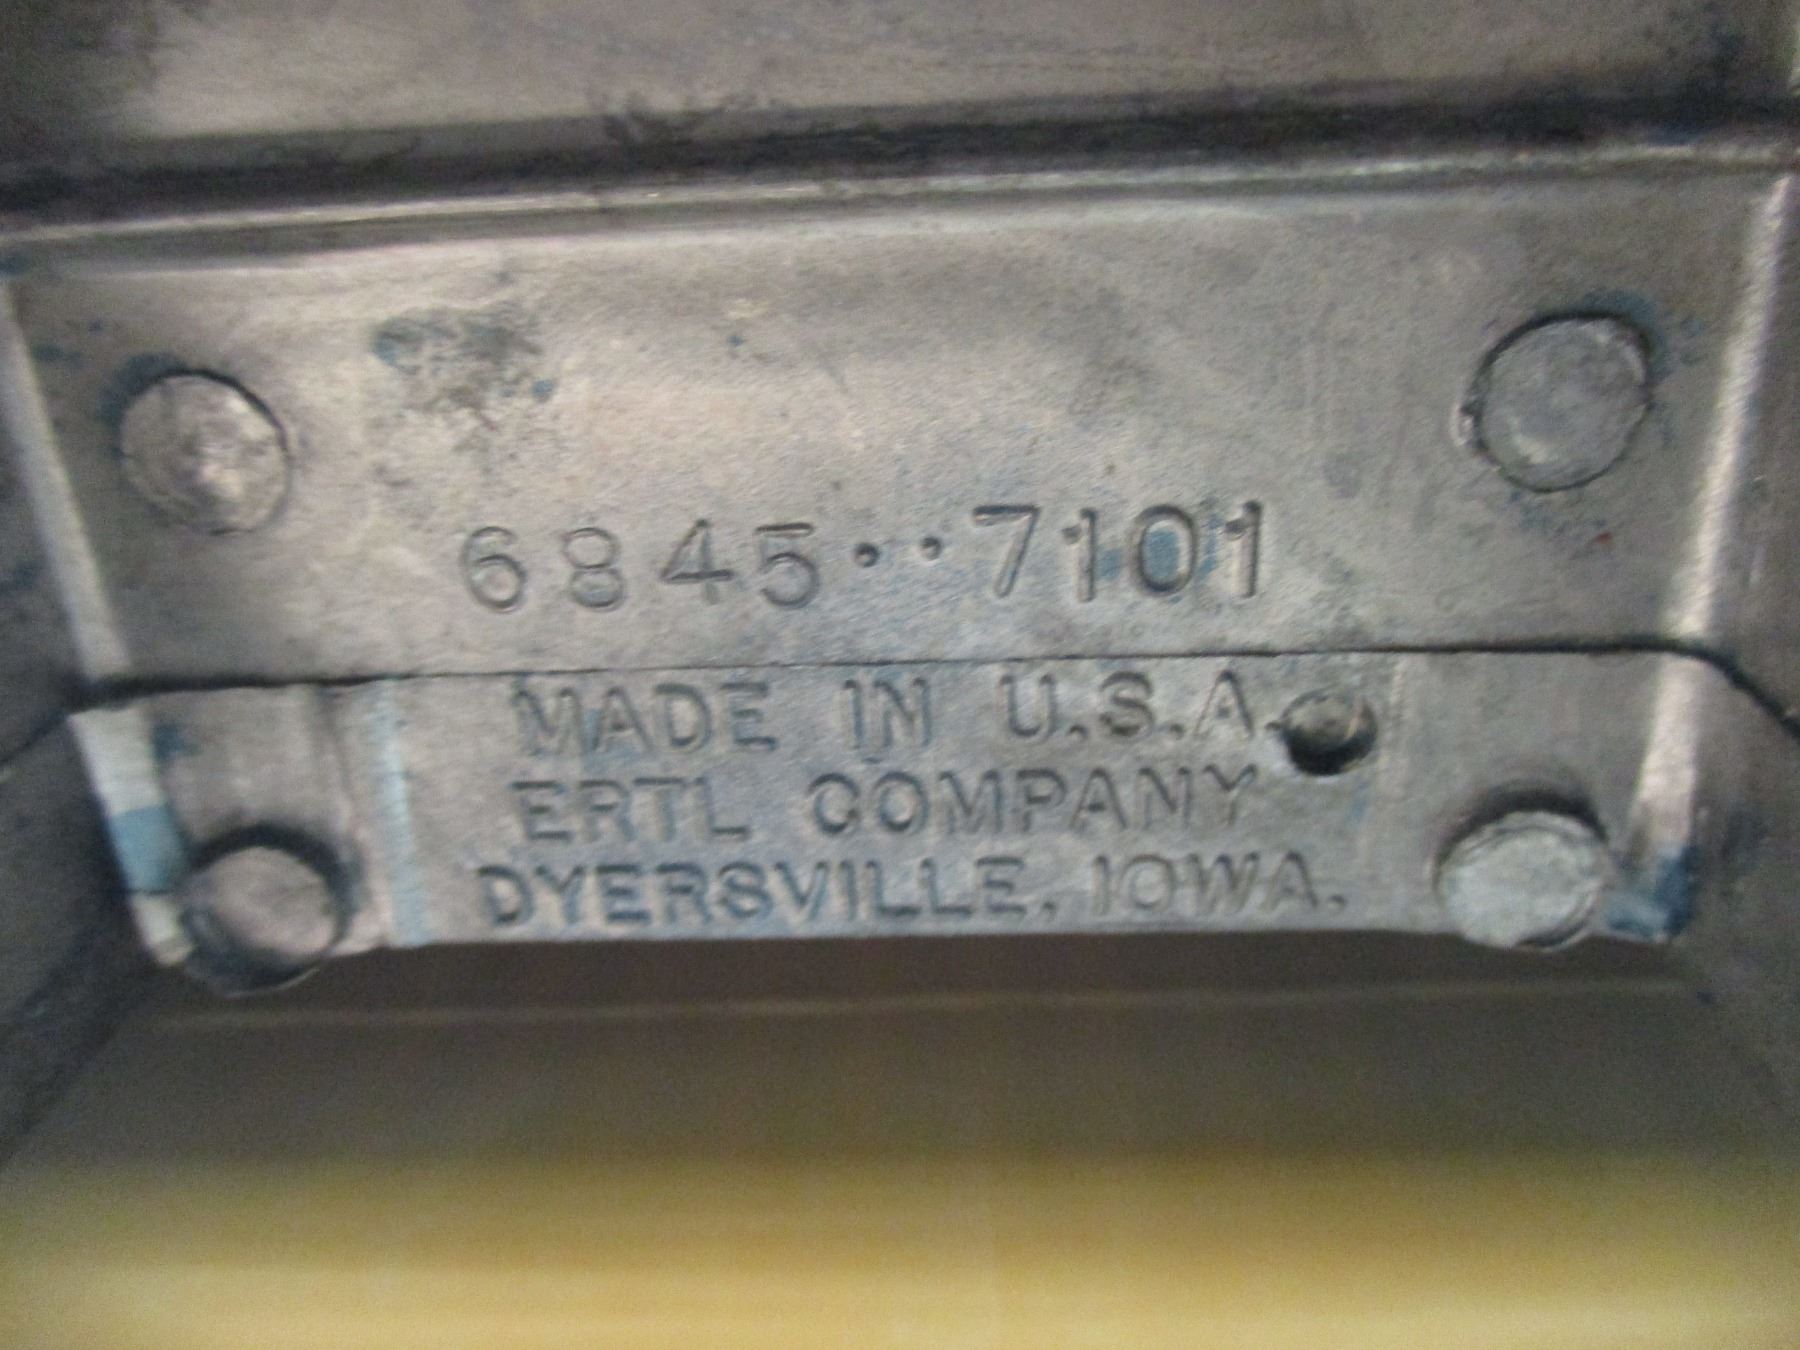 6845··7101
MADE IN U.S.A.
ERTL COMPANY
DYERSVILLE, IOWA.